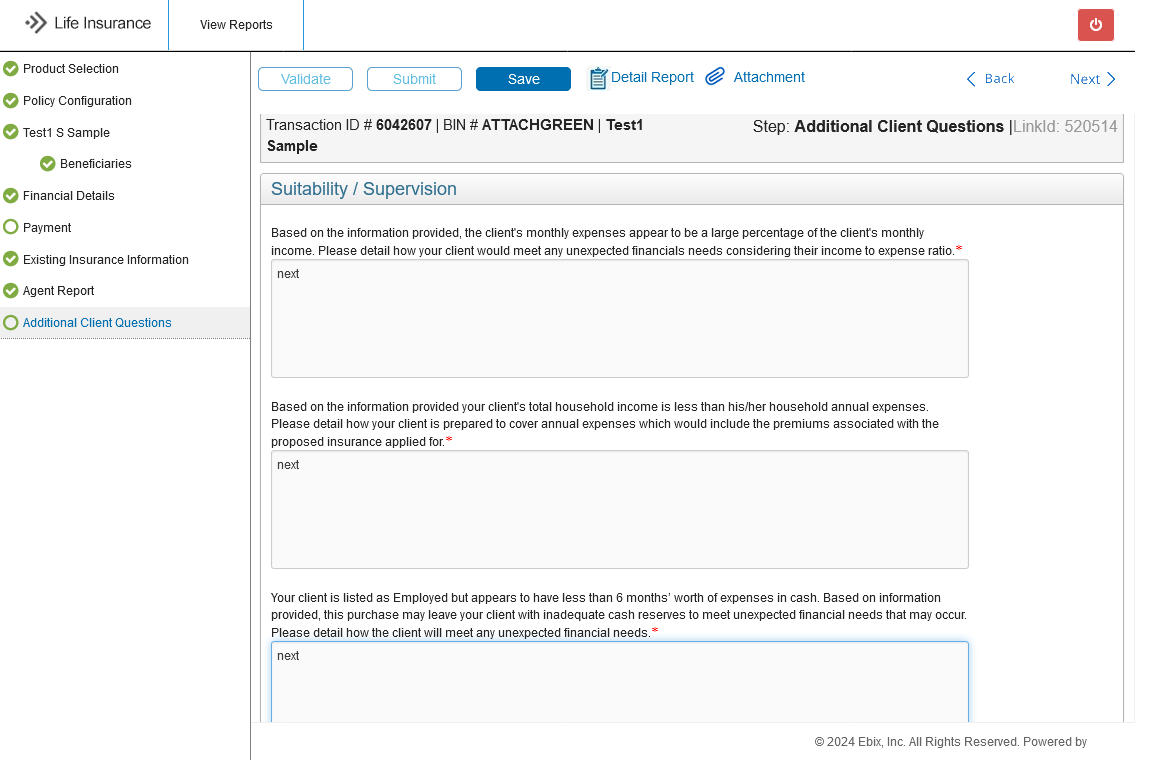 Life Insurance
View Reports
Product Selection
Policy Configuration
Test1 S Sample
Beneficiaries
Financial Details
Payment
Existing Insurance Information
Agent Report
Additional Client Questions
Validate
Submit
Save
Detail Report
Attachment
Back
Next
Transaction ID # 6042607 | BIN # ATTACHGREEN | Test1
Sample
Step: Additional Client Questions |LinkId: 520514
Suitability / Supervision
Based on the information provided, the client's monthly expenses appear to be a large percentage of the client's monthly
income. Please detail how your client would meet any unexpected financials needs considering their income to expense ratio.*
next
Based on the information provided your client's total household income is less than his/her household annual expenses.
Please detail how your client is prepared to cover annual expenses which would include the premiums associated with the
proposed insurance applied for.*
next
Your client is listed as Employed but appears to have less than 6 months' worth of expenses in cash. Based on information
provided, this purchase may leave your client with inadequate cash reserves to meet unexpected financial needs that may occur.
Please detail how the client will meet any unexpected financial needs.*
next
© 2024 Ebix, Inc. All Rights Reserved. Powered by